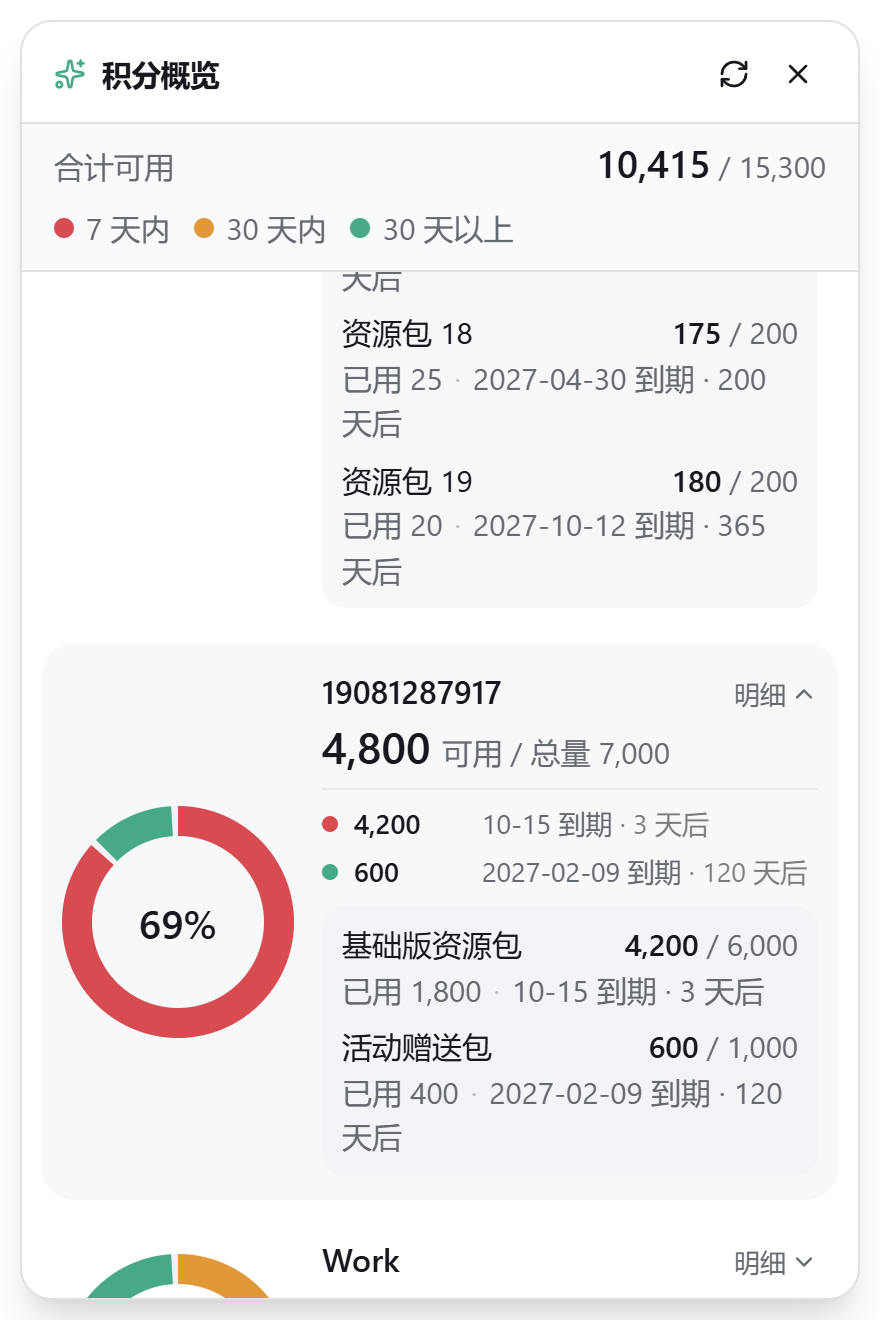 积分概览
合计可用 10,415 / 15,300
7 天内 30 天内 30 天以上
天后
资源包 18 175 / 200
已用 25 · 2027-04-30 到期 · 200
天后
资源包 19 180 / 200
已用 20 · 2027-10-12 到期 · 365
天后
19081287917 明细
4,800 可用 / 总量 7,000
4,200 10-15 到期 · 3 天后
600 2027-02-09 到期 · 120 天后
69%
基础版资源包 4,200 / 6,000
已用 1,800 · 10-15 到期 · 3 天后
活动赠送包 600 / 1,000
已用 400 · 2027-02-09 到期 · 120
天后
Work 明细